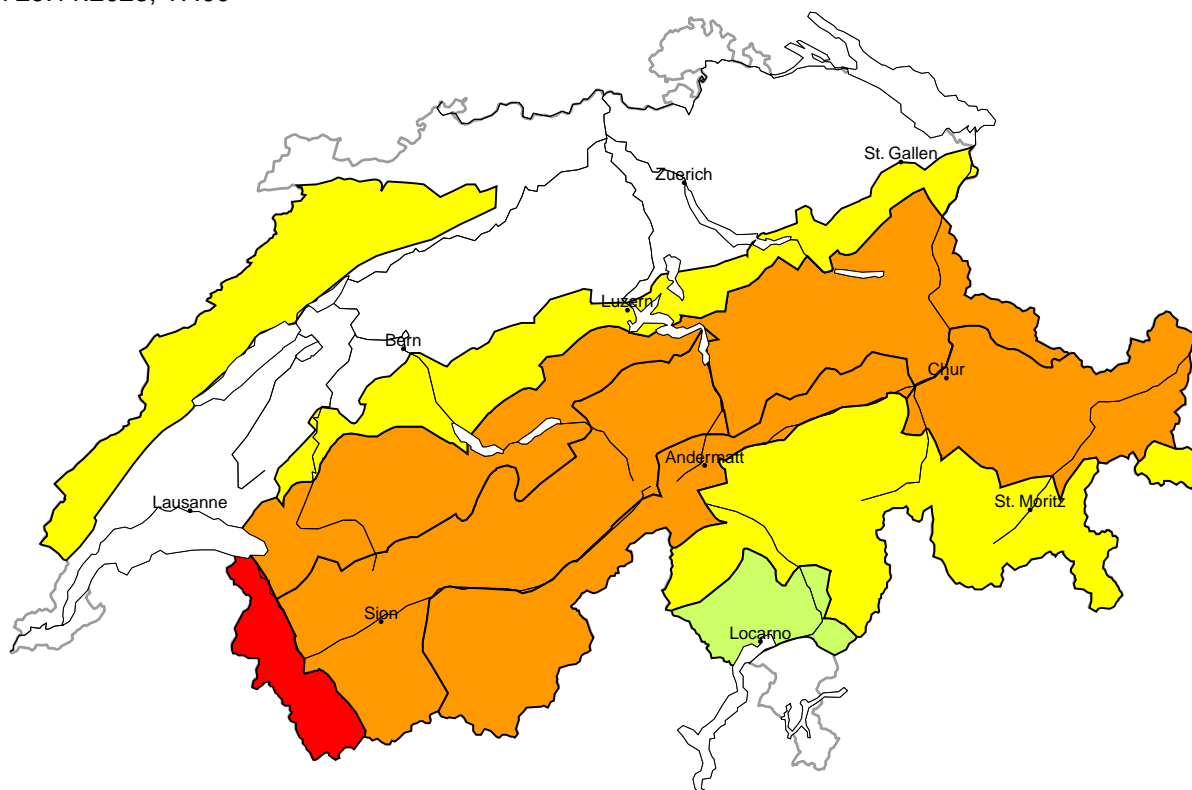 St. Gallen
Zuerich
Luzern
Bern
Chur
Andermatt
Lausanne
St. Moritz
Sion
Locarno